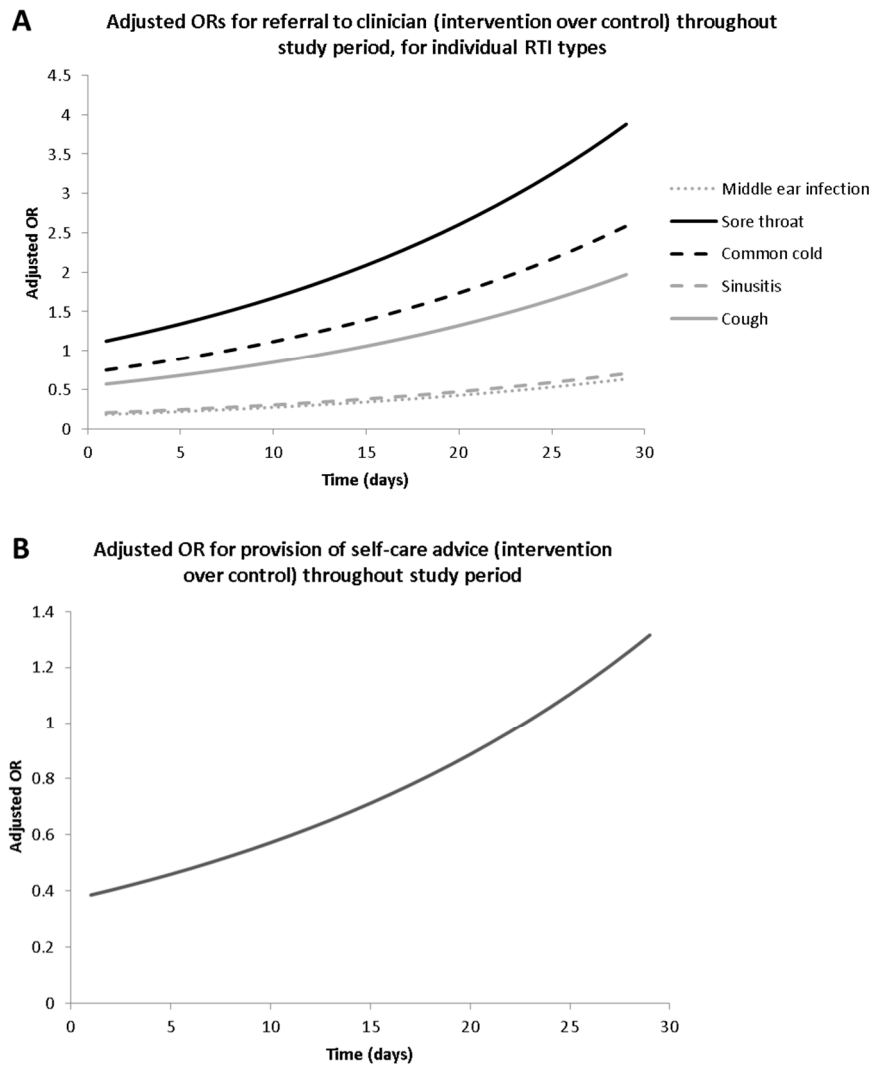 A
Adjusted ORs for referral to clinician (intervention over control) throughout
study period, for individual RTI types
4.5
4
3.5
3
2.5
2
1.5
1
0.5
0
Adjusted OR
0 5 10 15 20 25 30
Time (days)
Middle ear infection
Sore throat
Common cold
Sinusitis
Cough
B
Adjusted OR for provision of self-care advice (intervention
over control) throughout study period
1.4
1.2
1
0.8
0.6
0.4
0.2
0
Adjusted OR
0 5 10 15 20 25 30
Time (days)